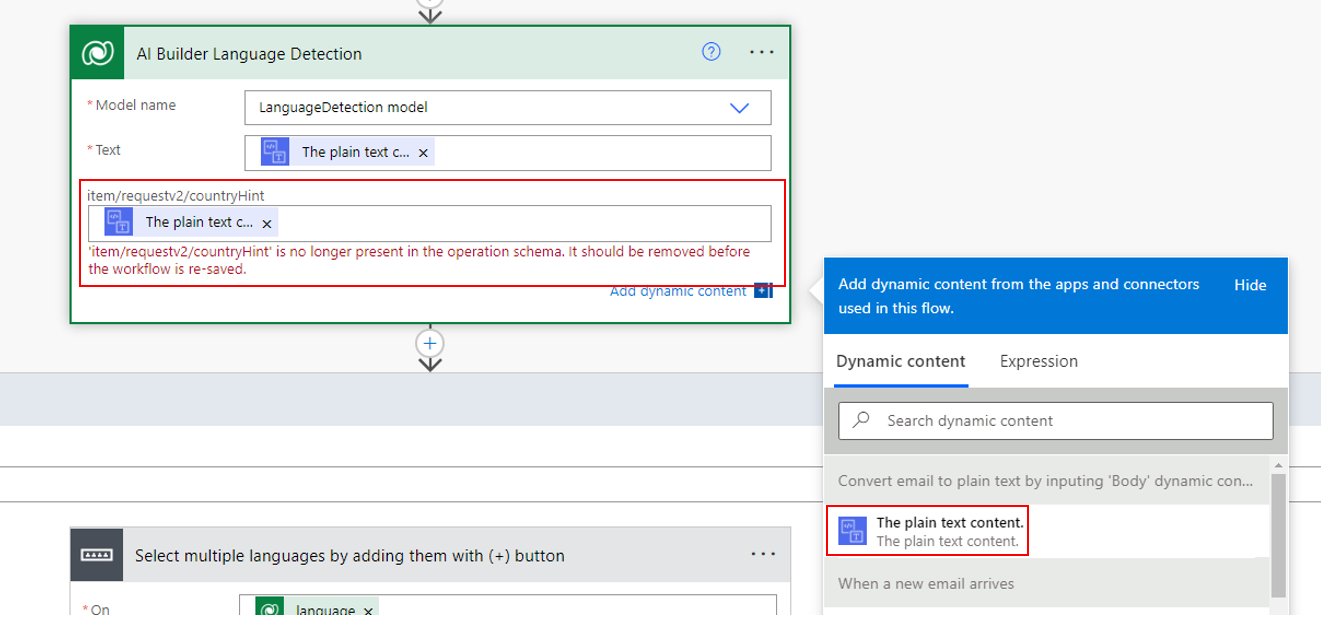 AI Builder Language Detection
* Model name
LanguageDetection model
* Text
The plain text c... ×
item/requestv2/countryHint
The plain text c... ×
'item/requestv2/countryHint' is no longer present in the operation schema. It should be removed before
the workflow is re-saved.
Add dynamic content
Add dynamic content from the apps and connectors
used in this flow.
Hide
Dynamic content
Expression
Search dynamic content
Convert email to plain text by inputing 'Body' dynamic con...
The plain text content.
The plain text content.
When a new email arrives
Select multiple languages by adding them with (+) button
* On
language ×